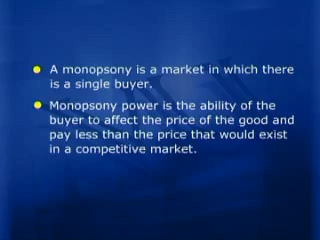 A monopsony is a market in which there
is a single buyer.
Monopsony power is the ability of the
buyer to affect the price of the good and
pay less than the price that would exist
in a competitive market.